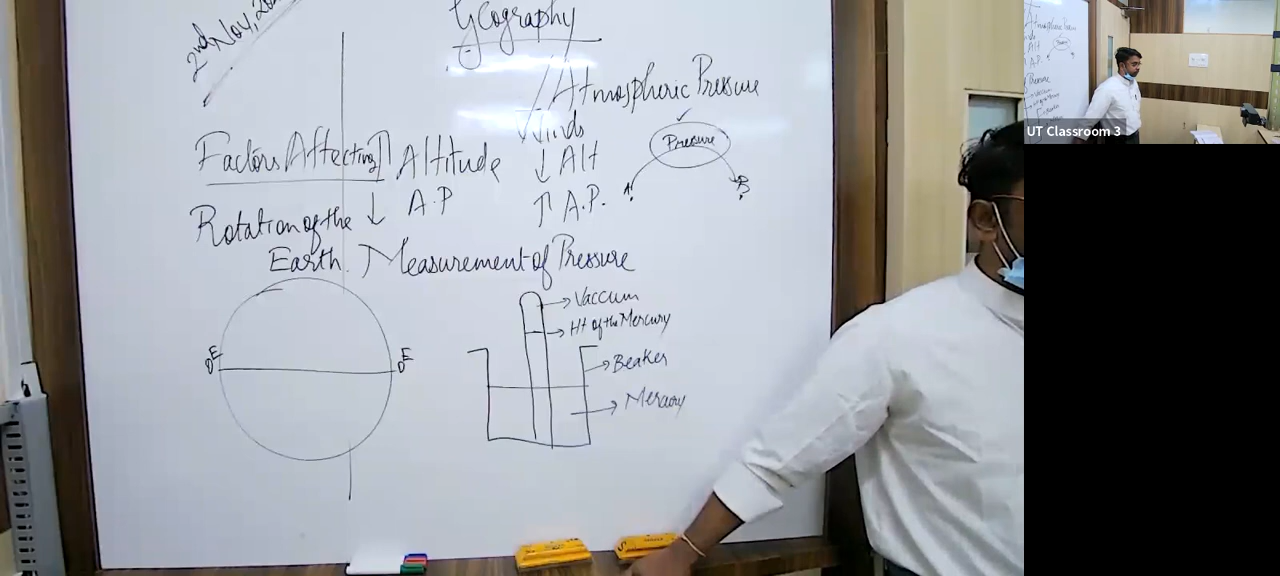 2nd Nov, 20
Geography
Atmospheric Pressure
Winds
Pressure
A
B
?
?
Factors Affecting ↑ Altitude
↓ A.P
↓ Alt
↑ A.P.
Rotation of the
Earth.
Measurement of Pressure
→ Vaccum
→ Ht of the Mercury
→ Beaker
→ Mercury
0 E
0 E
UT Classroom 3